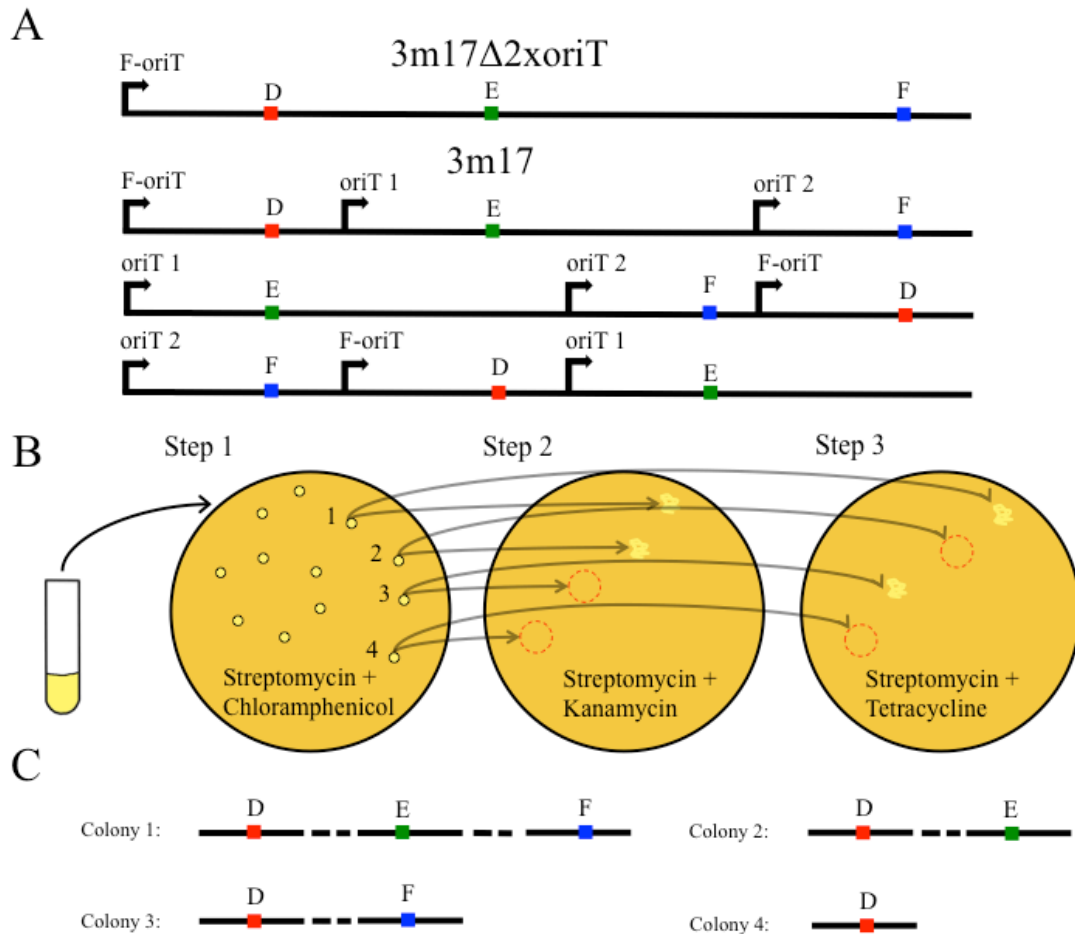 A
3m17Δ2xoriT
F-oriT
D E F
3m17
F-oriT oriT 1 oriT 2
D E F
oriT 1 oriT 2 F-oriT
E F D
oriT 2 F-oriT oriT 1
F D E
B
Step 1 Step 2 Step 3
1
2
3
4
Streptomycin +
Chloramphenicol
Streptomycin +
Kanamycin
Streptomycin +
Tetracycline
C
D E F
Colony 1:
D E
Colony 2:
D F
Colony 3:
D
Colony 4: